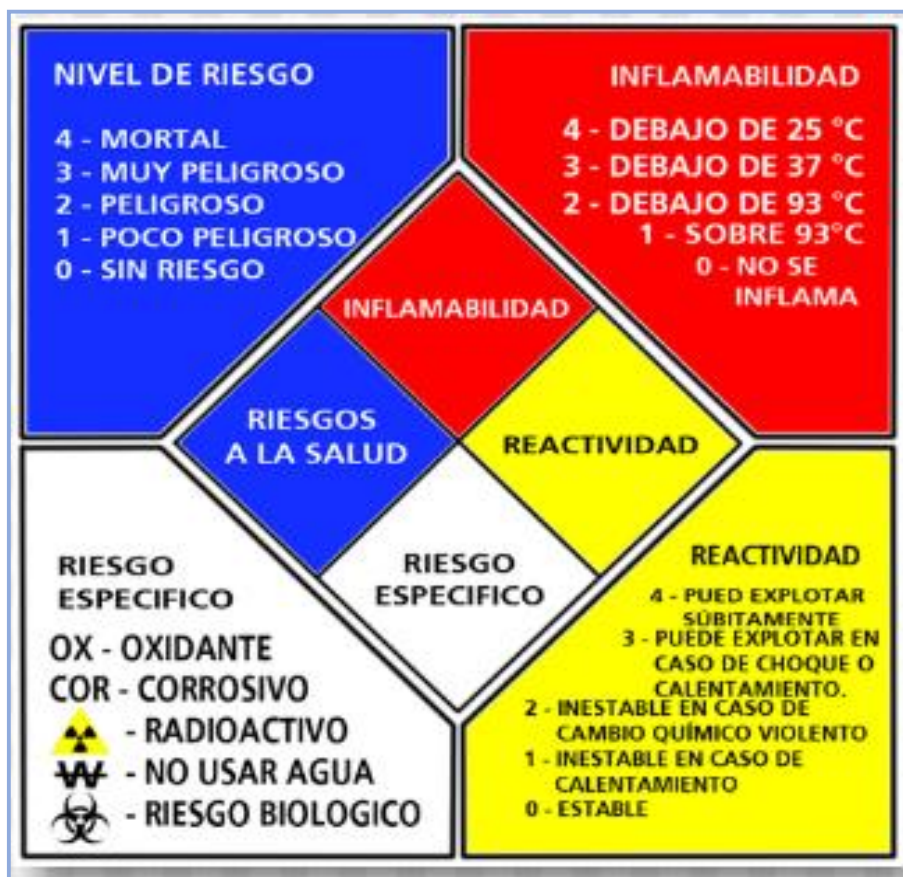 NIVEL DE RIESGO
4 - MORTAL
3 - MUY PELIGROSO
2 - PELIGROSO
1 - POCO PELIGROSO
0 - SIN RIESGO
INFLAMABILIDAD
4 - DEBAJO DE 25 °C
3 - DEBAJO DE 37 °C
2 - DEBAJO DE 93 °C
1 - SOBRE 93°C
0 - NO SE
INFLAMA
INFLAMABILIDAD
RIESGOS
A LA SALUD
REACTIVIDAD
RIESGO
ESPECIFICO
RIESGO
ESPECIFICO
OX - OXIDANTE
COR - CORROSIVO
- RADIOACTIVO
W - NO USAR AGUA
- RIESGO BIOLOGICO
REACTIVIDAD
4 - PUED EXPLOTAR
SÚBITAMENTE
3 - PUEDE EXPLOTAR EN
CASO DE CHOQUE O
CALENTAMIENTO.
2 - INESTABLE EN CASO DE
CAMBIO QUÍMICO VIOLENTO
1 - INESTABLE EN CASO DE
CALENTAMIENTO
0 - ESTABLE